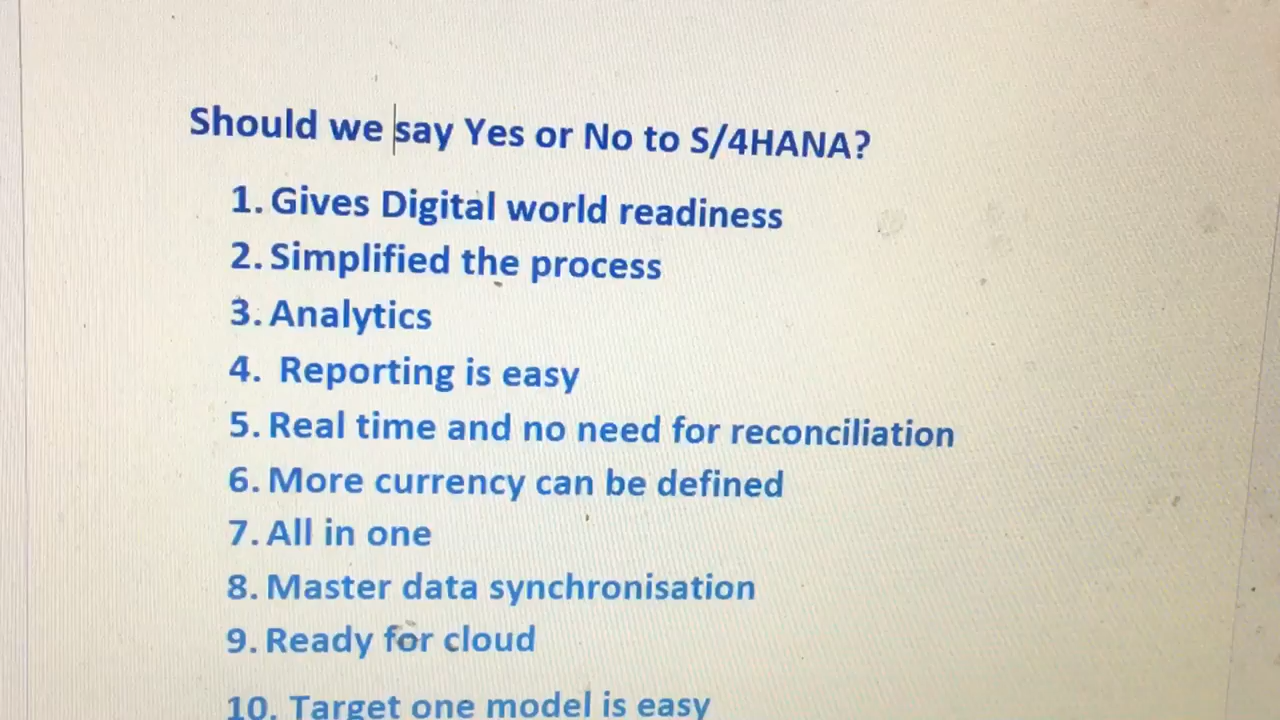 Should we say Yes or No to S/4HANA?
1. Gives Digital world readiness
2. Simplified the process
3. Analytics
4. Reporting is easy
5. Real time and no need for reconciliation
6. More currency can be defined
7. All in one
8. Master data synchronisation
9. Ready for cloud
10. Target one model is easy